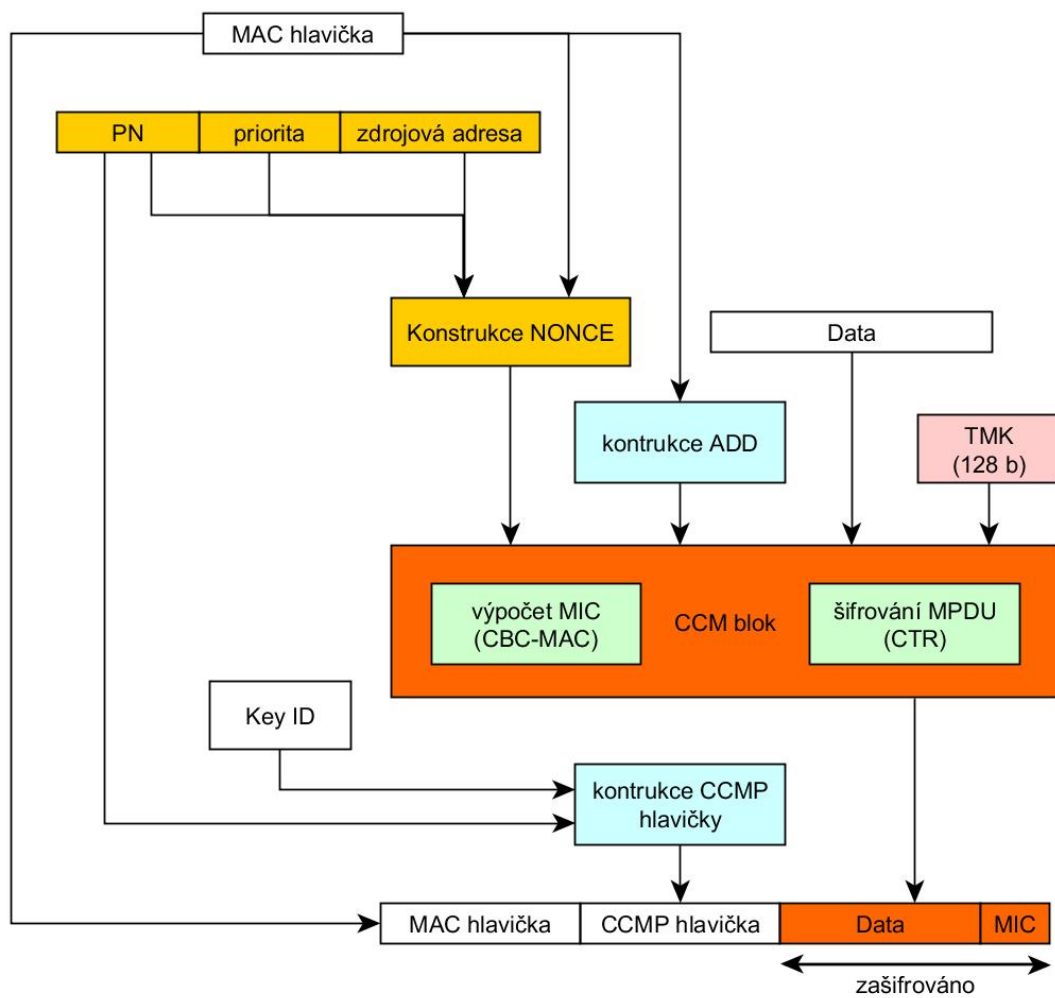 MAC hlavička
PN priorita zdrojová adresa
Konstrukce NONCE
Data
kontrukce ADD
TMK
(128 b)
výpočet MIC
(CBC-MAC)
CCM blok
šifrování MPDU
(CTR)
Key ID
kontrukce CCMP
hlavičky
MAC hlavička CCMP hlavička Data MIC
zašifrováno